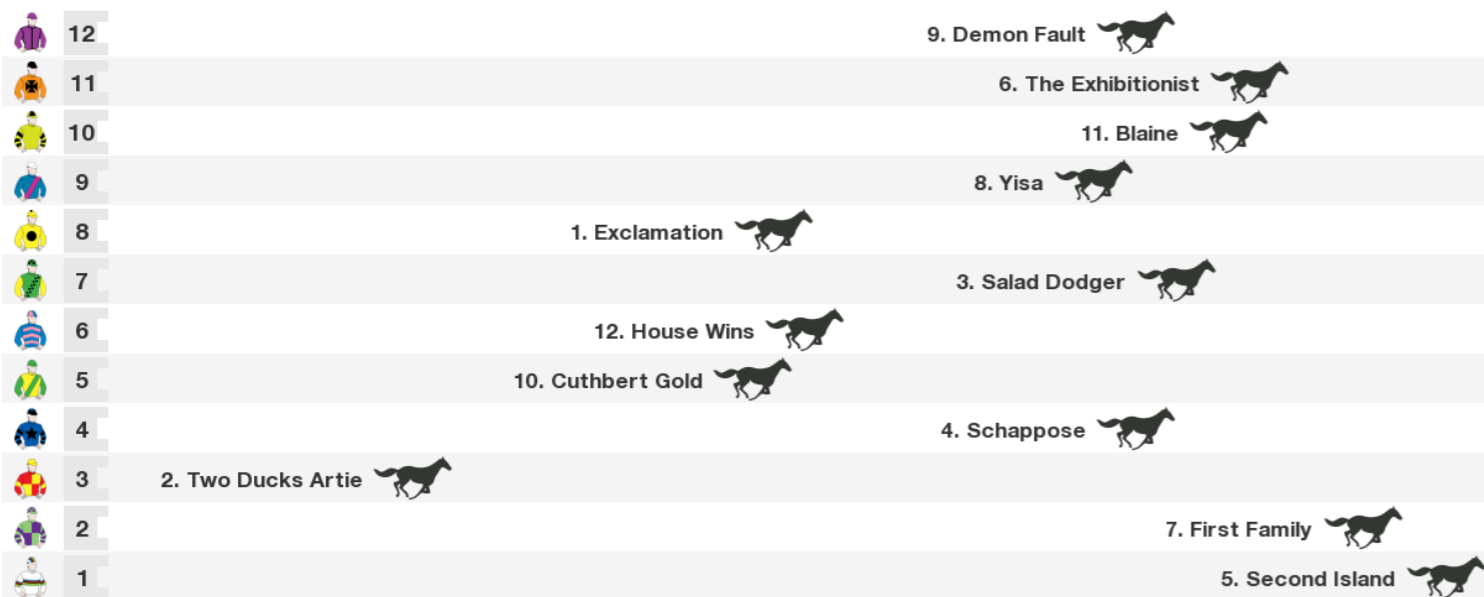 12 9. Demon Fault
11 6. The Exhibitionist
10 11. Blaine
9 8. Yisa
8 1. Exclamation
7 3. Salad Dodger
6 12. House Wins
5 10. Cuthbert Gold
4 4. Schappose
3 2. Two Ducks Artie
2 7. First Family
1 5. Second Island